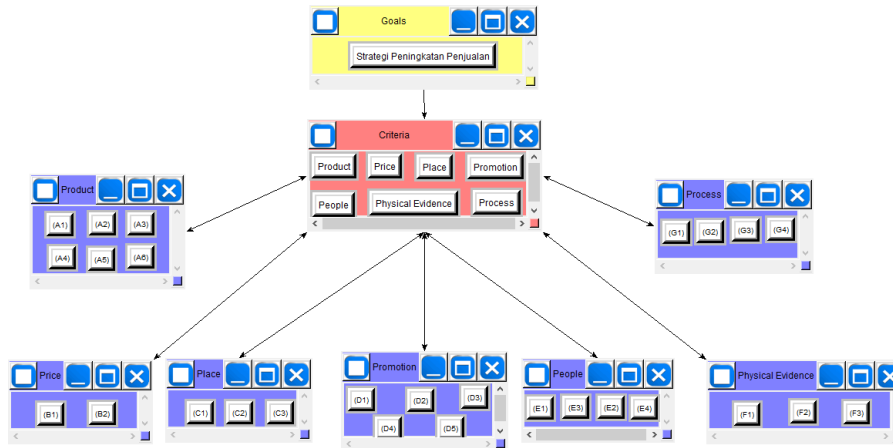 Goals
Strategi Peningkatan Penjualan
Criteria
Product Price Place Promotion
People Physical Evidence Process
Product
(A1) (A2) (A3)
(A4) (A5) (A6)
Process
(G1) (G2) (G3) (G4)
Price
(B1) (B2)
Place
(C1) (C2) (C3)
Promotion
(D1) (D2) (D3)
(D4) (D5)
People
(E1) (E3) (E2) (E4)
Physical Evidence
(F1) (F2) (F3)